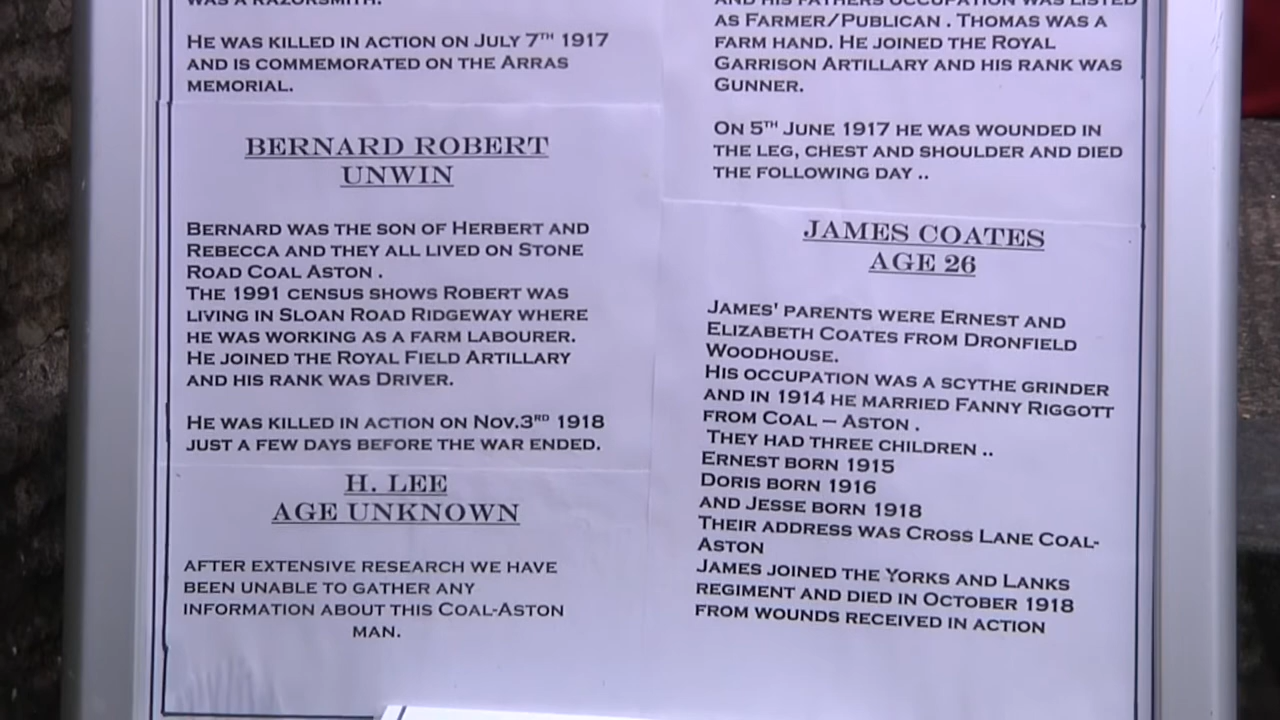 WAS A RAZORSMITH.
HE WAS KILLED IN ACTION ON JULY 7TH 1917
AND IS COMMEMORATED ON THE ARRAS
MEMORIAL.
BERNARD ROBERT
UNWIN
BERNARD WAS THE SON OF HERBERT AND
REBECCA AND THEY ALL LIVED ON STONE
ROAD COAL ASTON .
THE 1991 CENSUS SHOWS ROBERT WAS
LIVING IN SLOAN ROAD RIDGEWAY WHERE
HE WAS WORKING AS A FARM LABOURER.
HE JOINED THE ROYAL FIELD ARTILLARY
AND HIS RANK WAS DRIVER.
HE WAS KILLED IN ACTION ON NOV.3RD 1918
JUST A FEW DAYS BEFORE THE WAR ENDED.
H. LEE
AGE UNKNOWN
AFTER EXTENSIVE RESEARCH WE HAVE
BEEN UNABLE TO GATHER ANY
INFORMATION ABOUT THIS COAL-ASTON
MAN.
AND HIS FATHERS OCCUPATION WAS LISTED
AS FARMER/PUBLICAN . THOMAS WAS A
FARM HAND. HE JOINED THE ROYAL
GARRISON ARTILLARY AND HIS RANK WAS
GUNNER.
ON 5TH JUNE 1917 HE WAS WOUNDED IN
THE LEG, CHEST AND SHOULDER AND DIED
THE FOLLOWING DAY ..
JAMES COATES
AGE 26
JAMES' PARENTS WERE ERNEST AND
ELIZABETH COATES FROM DRONFIELD
WOODHOUSE.
HIS OCCUPATION WAS A SCYTHE GRINDER
AND IN 1914 HE MARRIED FANNY RIGGOTT
FROM COAL – ASTON .
THEY HAD THREE CHILDREN ..
ERNEST BORN 1915
DORIS BORN 1916
AND JESSE BORN 1918
THEIR ADDRESS WAS CROSS LANE COAL-
ASTON
JAMES JOINED THE YORKS AND LANKS
REGIMENT AND DIED IN OCTOBER 1918
FROM WOUNDS RECEIVED IN ACTION